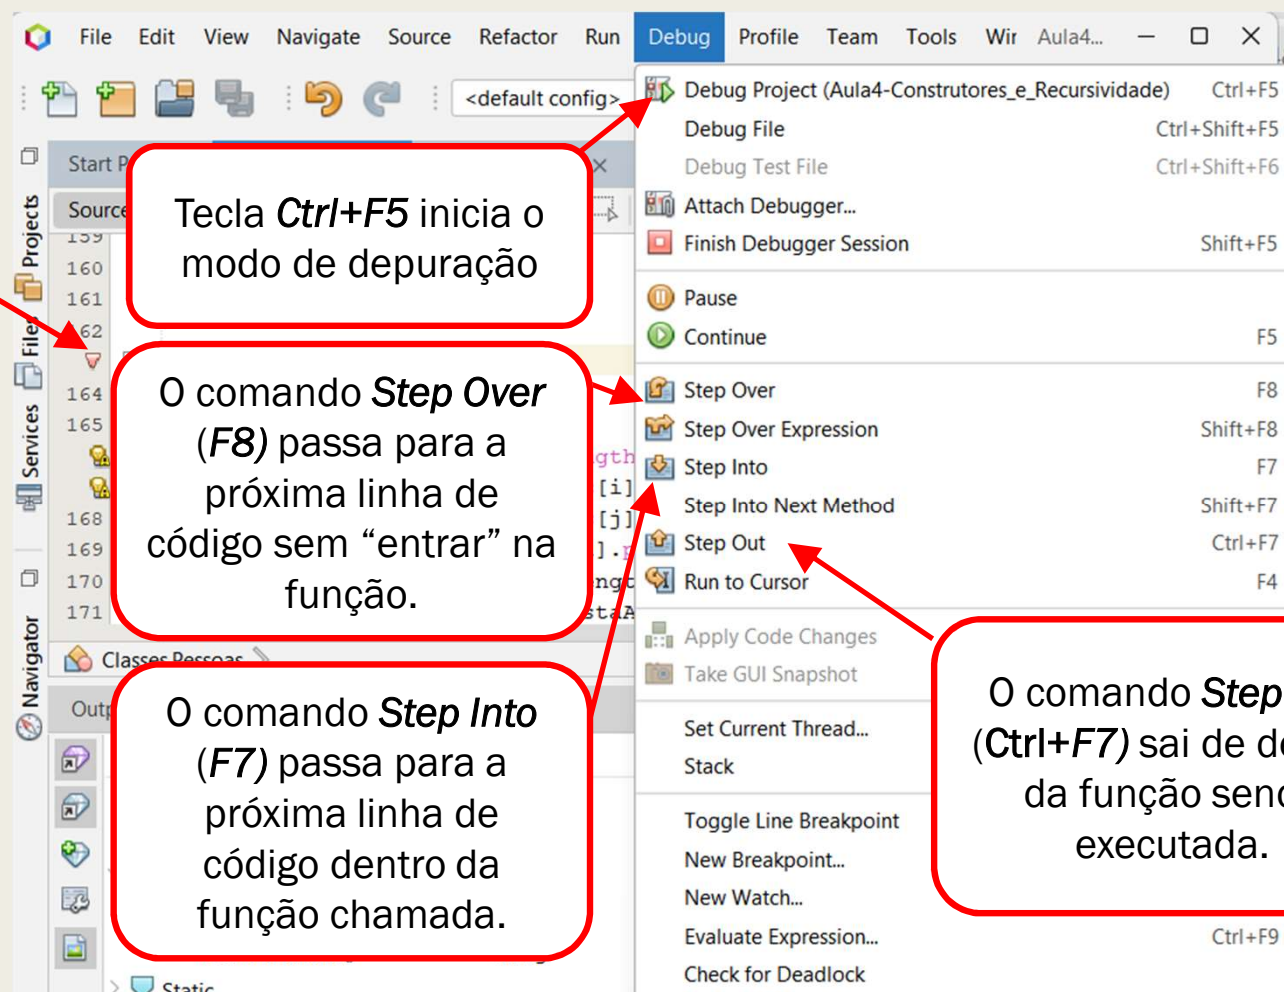 File Edit View Navigate Source Refactor Run Debug Profile Team Tools Aula4...
<default config>
Debug Project (Aula4-Construtores_e_Recursividade) Ctrl+F5
Debug File Ctrl+Shift+F5
Debug Test File Ctrl+Shift+F6
Attach Debugger...
Finish Debugger Session Shift+F5
Pause
Continue F5
Step Over F8
Step Over Expression Shift+F8
Step Into F7
Step Into Next Method Shift+F7
Step Out Ctrl+F7
Run to Cursor F4
Apply Code Changes
Take GUI Snapshot
Set Current Thread...
Stack
Toggle Line Breakpoint
New Breakpoint...
New Watch...
Evaluate Expression... Ctrl+F9
Check for Deadlock
Projects
Files
Services
Navigator
Start P
Source
159
160
161
62
164
165
168
169
170
171
gth
[i]
[j]
].p
ngt
staA
Classes Pessoas
Outp
Static
Tecla Ctrl+F5 inicia o
modo de depuração
O comando Step Over
(F8) passa para a
próxima linha de
código sem “entrar” na
função.
O comando Step Into
(F7) passa para a
próxima linha de
código dentro da
função chamada.
O comando Step
(Ctrl+F7) sai de de
da função send
executada.